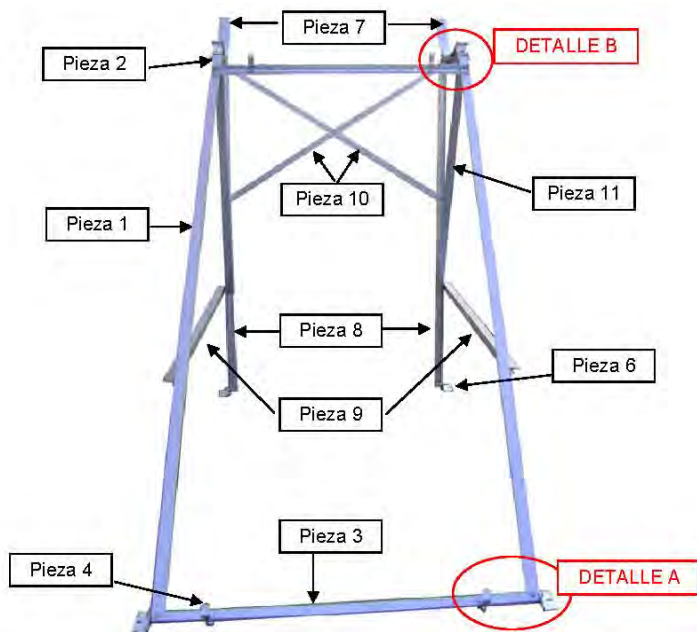 Pieza 7
DETALLE B
Pieza 2
Pieza 10
Pieza 11
Pieza 1
Pieza 8
Pieza 6
Pieza 9
Pieza 3
Pieza 4
DETALLE A